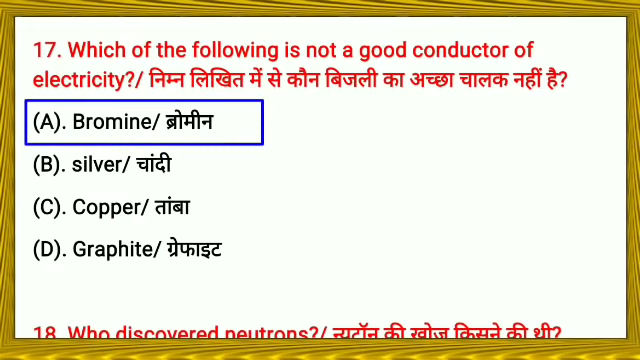 17. Which of the following is not a good conductor of
electricity?/ निम्न लिखित में से कौन बिजली का अच्छा चालक नहीं है?
(A). Bromine/ ब्रोमीन
(B). silver/ चांदी
(C). Copper/ तांबा
(D). Graphite/ ग्रेफाइट
18. Who discovered neutrons?/ न्यूटॉन की खोज किसने की थी?